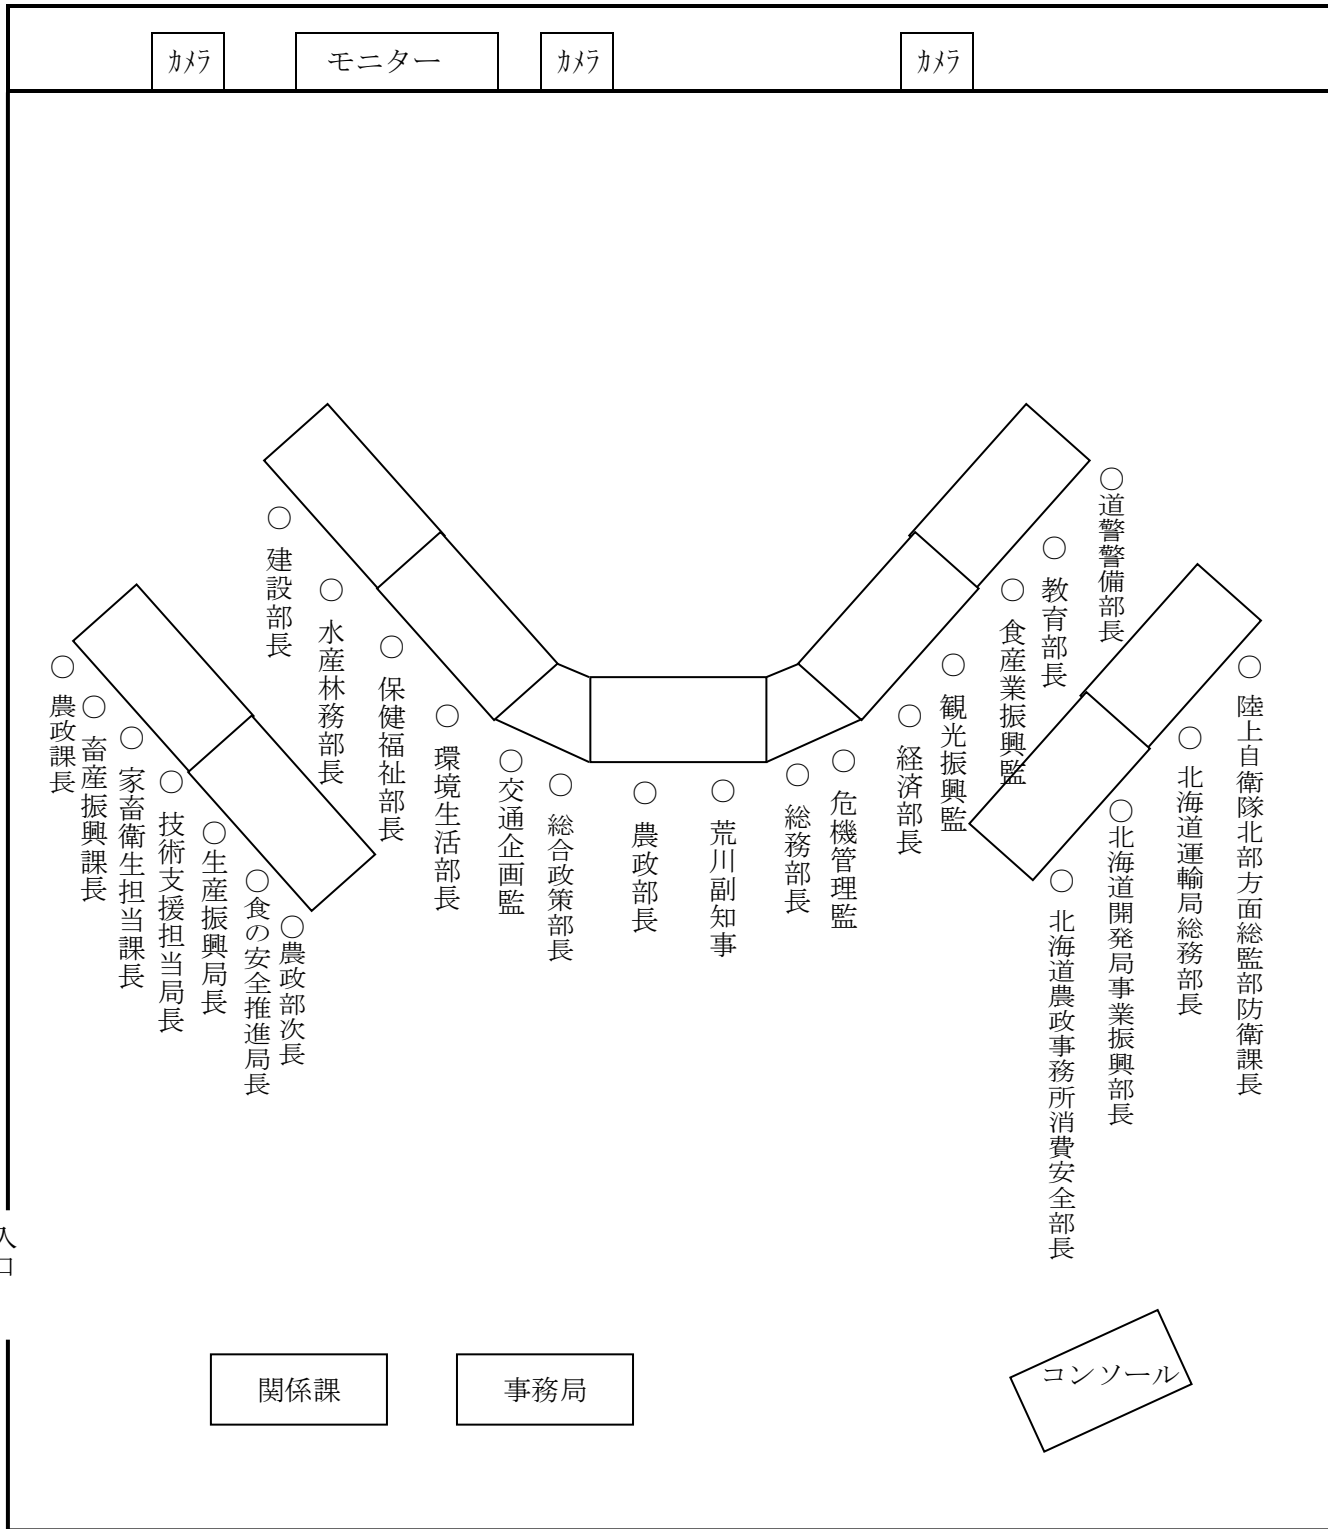 ｶﾒﾗ
モニター
ｶﾒﾗ
ｶﾒﾗ
○ 建設部長
○ 水産林務部長
○ 保健福祉部長
○ 環境生活部長
○交通企画監
○ 総合政策部長
○ 農政部長
○ 荒川副知事
○ 総務部長
○ 危機管理監
○ 経済部長
○ 観光振興監
○ 食産業振興監
○ 教育部長
○道警警備部長
○ 農政課長
○ 畜産振興課長
○ 家畜衛生担当課長
○ 技術支援担当局長
○生産振興局長
○食の安全推進局長
○農政部次長
○ 北海道農政事務所消費安全部長
○北海道開発局事業振興部長
○ 北海道運輸局総務部長
○ 陸上自衛隊北部方面総監部防衛課長
入口
関係課
事務局
コンソール